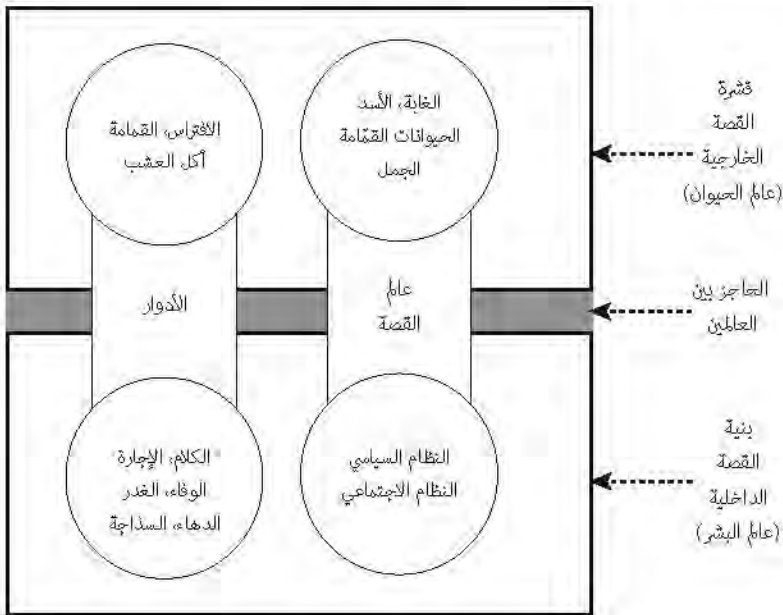 الغابة، الأسد
الحيوانات القمّامة
الجمل
الافتراس، القمامة
أكل العشب
قشرة
القصة
الخارجية
(عالم الحيوان)
عالم
القصة
الأدوار
الحاجز بين
العالمين
النظام السياسي
النظام الاجتماعي
الكلام، الإجارة
الوفاء، الغدر
الدهاء، السذاجة
بنية
القصة
الداخلية
(عالم البشر)